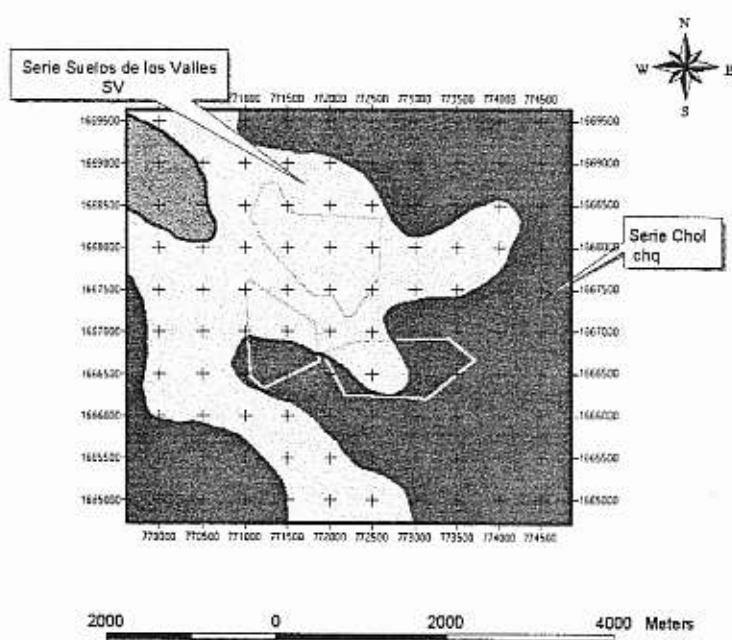 N
W E
S
Serie Suelos de los Valles
SV
771000 771500 772000 772500 773000 773500 774000 774500
1669500 1669500
1669000 1669000
1668500 1668500
1668000 1668000
Serie Chol
chq
1667500 1667500
1667000 1667000
1666500 1666500
1666000 1666000
1665500 1665500
1665000 1665000
770000 770500 771000 771500 772000 772500 773000 773500 774000 774500
2000 0 2000 4000 Meters